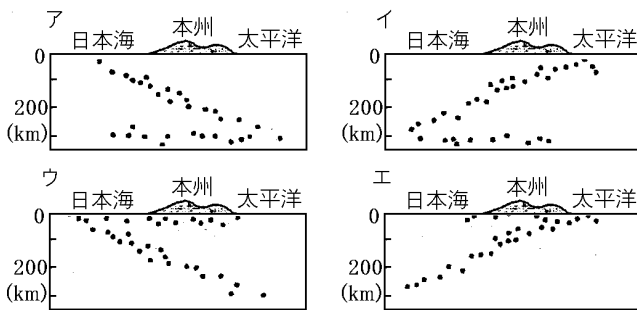 ア
日本海 本州 太平洋
0
200
(km)
イ
日本海 本州 太平洋
0
200
(km)
ウ
日本海 本州 太平洋
0
200
(km)
エ
日本海 本州 太平洋
0
200
(km)